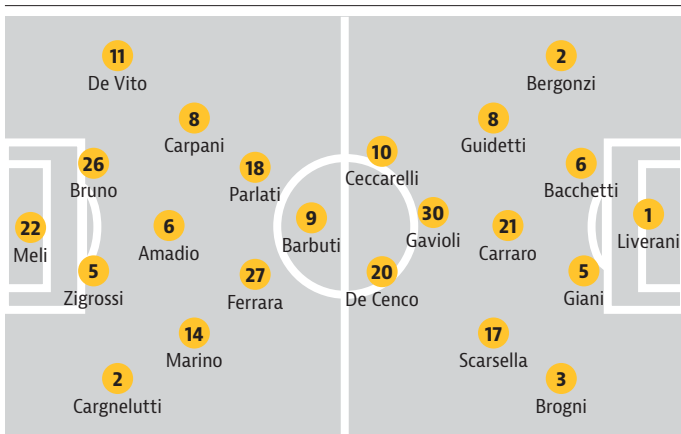 11
De Vito
8
Carpani
26
Bruno
18
Parlati
22
Meli
6
Amadio
9
Barbuti
5
Zigrossi
27
Ferrara
14
Marino
2
Cargnelutti
2
Bergonzi
8
Guidetti
10
Ceccarelli
6
Bacchetti
30
Gavioli
21
Carraro
1
Liverani
20
De Cenco
5
Giani
17
Scarsella
3
Brogni